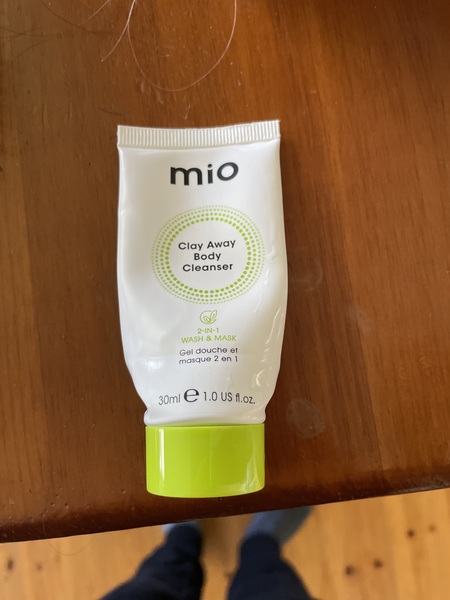 mio
Clay Away
Body
Cleanser
2-IN-1
WASH & MASK
Gel douche et
masque 2 en 1
30ml e 1.0 US fl.oz.